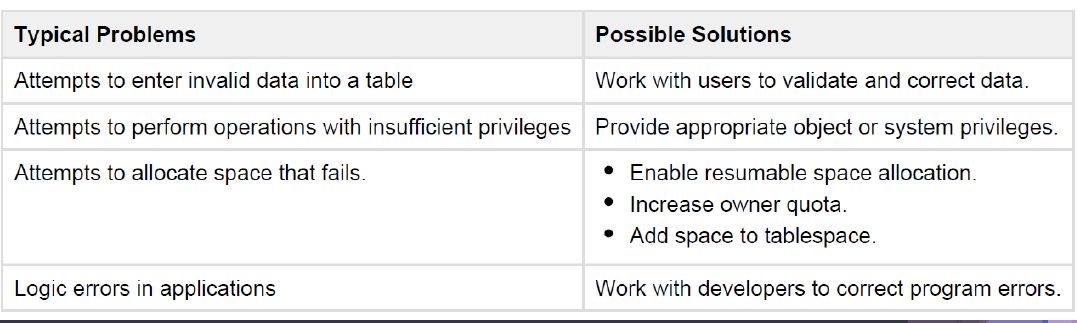 Typical Problems
Possible Solutions
Attempts to enter invalid data into a table
Work with users to validate and correct data.
Attempts to perform operations with insufficient privileges
Provide appropriate object or system privileges.
Attempts to allocate space that fails.
• Enable resumable space allocation.
• Increase owner quota.
• Add space to tablespace.
Logic errors in applications
Work with developers to correct program errors.